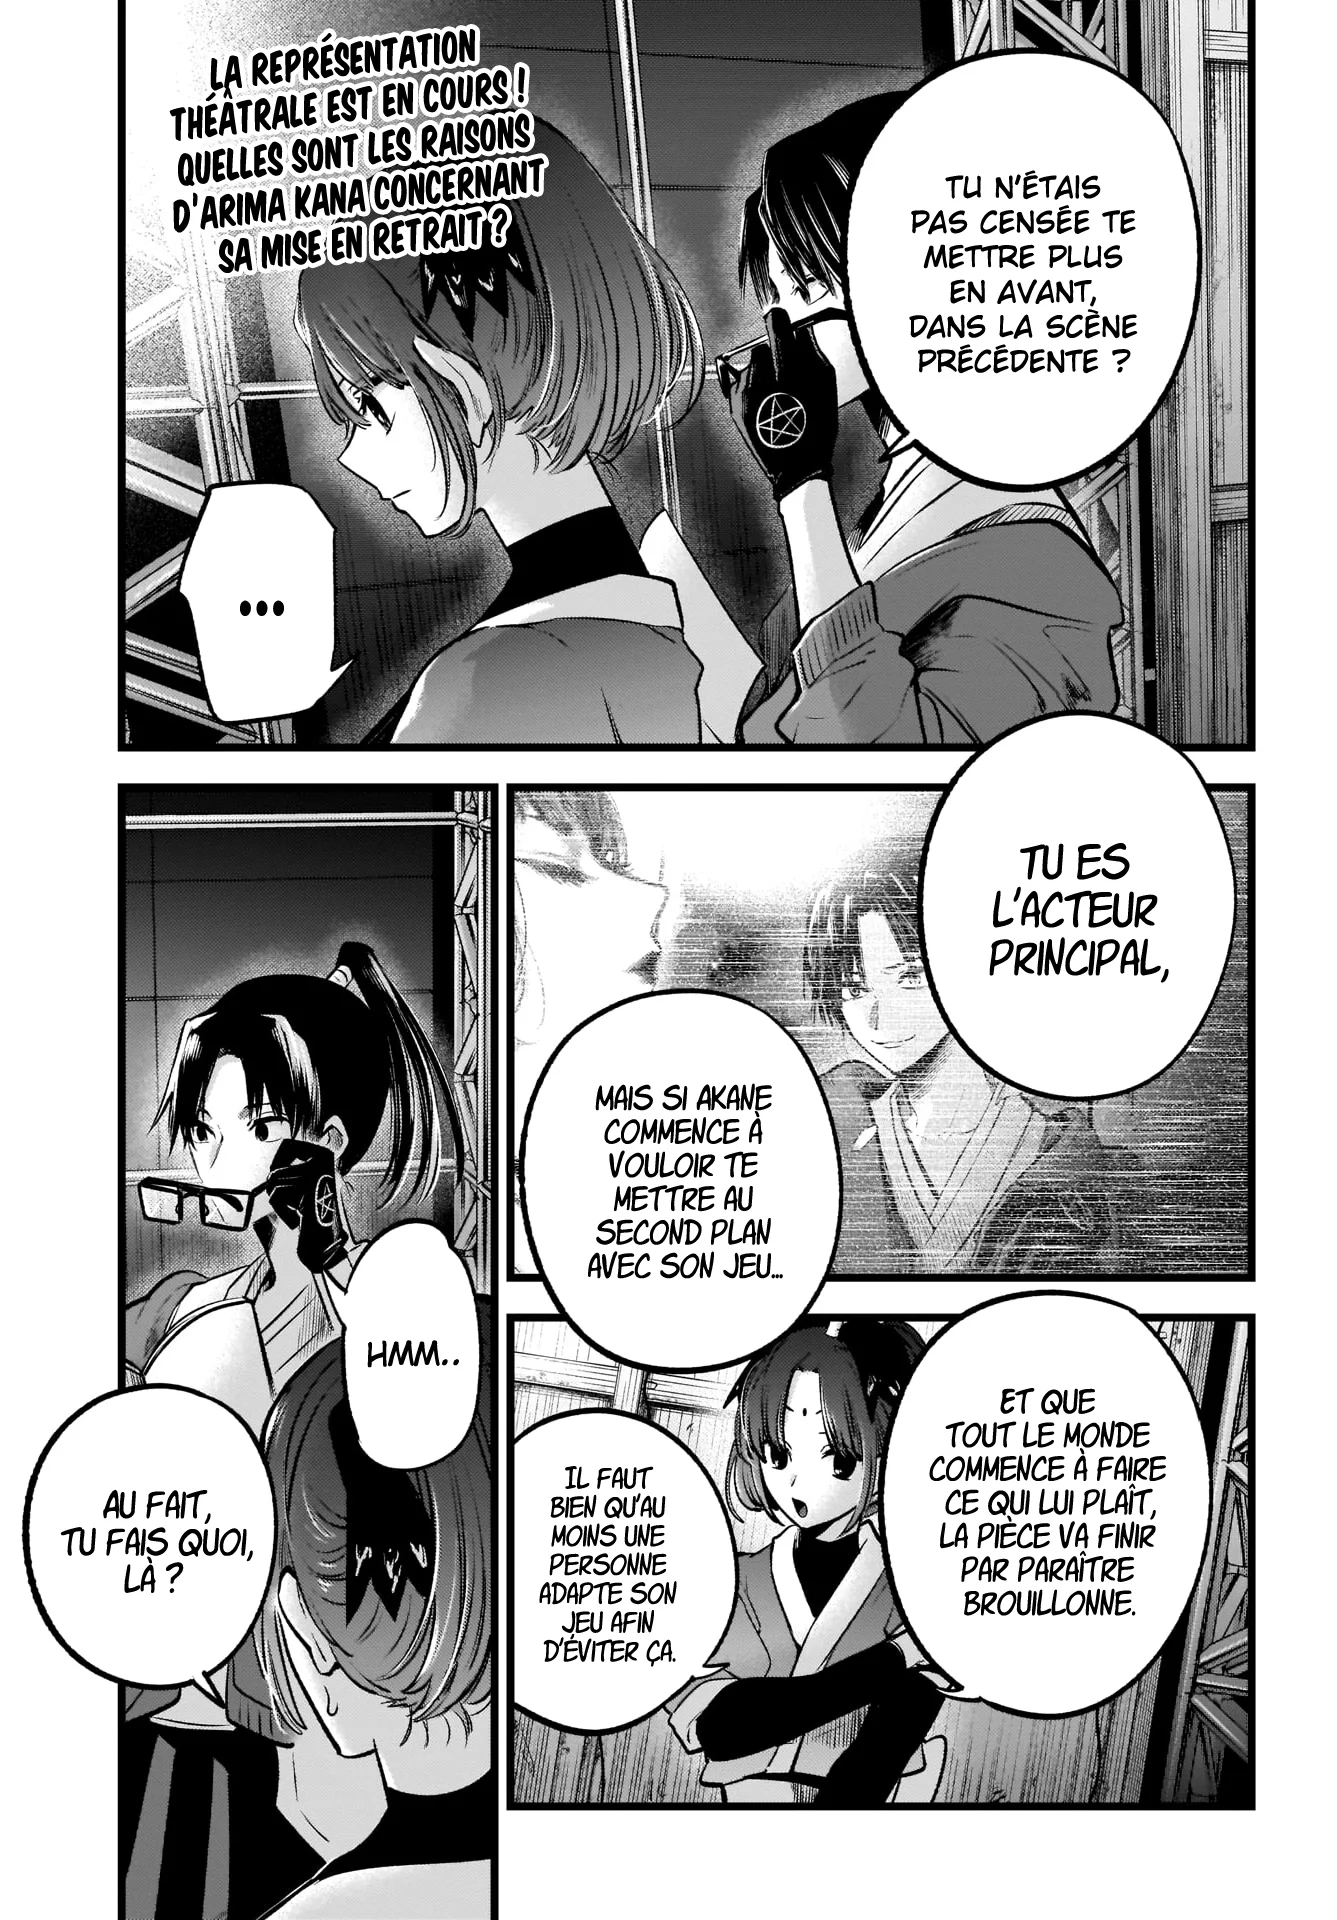 LA REPRÉSENTATION
THÉÂTRALE EST EN COURS !
QUELLES SONT LES RAISONS
D'ARIMA KANA CONCERNANT
SA MISE EN RETRAIT ?
TU N'ÉTAIS
PAS CENSÉE TE
METTRE PLUS
EN AVANT,
DANS LA SCÈNE
PRÉCÉDENTE ?
...
TU ES
L'ACTEUR
PRINCIPAL,
MAIS SI AKANE
COMMENCE À
VOULOIR TE
METTRE AU
SECOND PLAN
AVEC SON JEU...
ET QUE
TOUT LE MONDE
COMMENCE À FAIRE
CE QUI LUI PLAÎT,
LA PIÈCE VA FINIR
PAR PARAÎTRE
BROUILLONNE.
IL FAUT
BIEN QU'AU
MOINS UNE
PERSONNE
ADAPTE SON
JEU AFIN
D'ÉVITER ÇA.
HMM..
AU FAIT,
TU FAIS QUOI,
LÀ ?